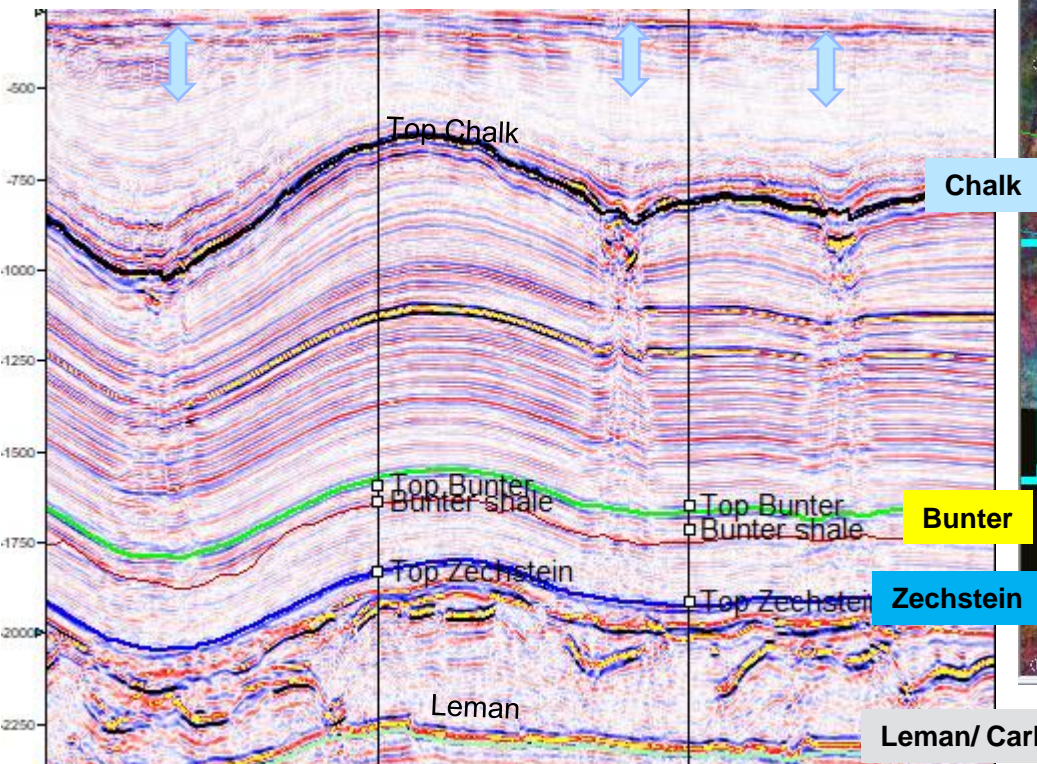 -500
Top Chalk
-750
Chalk
-1000
-1250
-1500
Top Bunter
Bunter shale
Top Bunter
Bunter shale
Bunter
-1750
Top Zechstein
Top Zechstein
Zechstein
-2000
Leman
-2250
Leman/ Carl